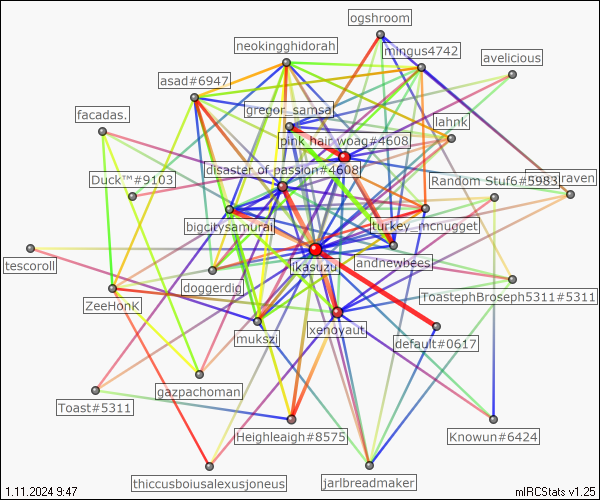 ogshroom
neokingghidorah
mingus4742
avelicious
asad#6947
gregor_samsa
facadas.
lahnk
pink hair woag#4608
disaster of passion#4608
Duck™#9103
Random Stuf6#5983
raven
bigcitysamurai
turkey_mcnugget
tescoroll
ikasuzu
andnewbees
doggerdig
ZeeHonK
ToastephBroseph5311#5311
mukszi
xenoyaut
default#0617
gazpachoman
Toast#5311
Heighleaigh#8575
Knowun#6424
thiccusboiusalexusjoneus
jarlbreadmaker
1.11.2024 9:47
mIRCStats v1.25